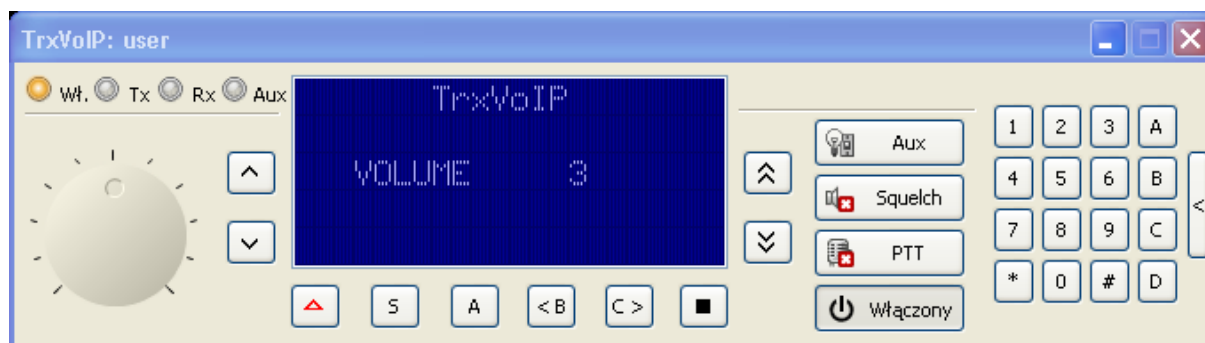 TrxVoIP: user
Wł. Tx Rx Aux
TrxVoIP
VOLUME 3
Aux
Squelch
PTT
Włączony
S A < B C >
1 2 3 A
4 5 6 B
7 8 9 C
* 0 # D
<